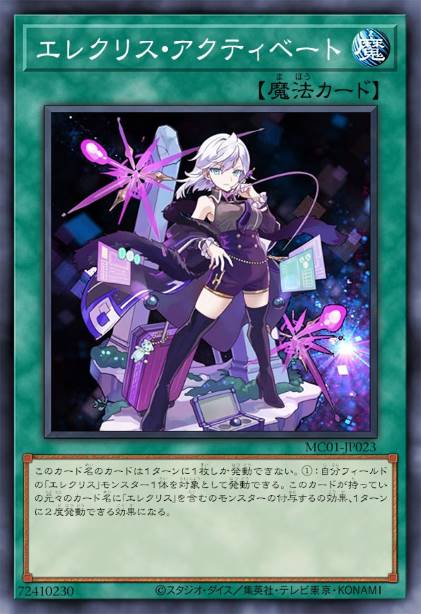 エレクリス・アクティベート
魔
【魔法カード】
MC01-JP023
このカード名のカードは1ターンに1枚しか発動できない。①:自分フィールド
の「エレクリス」モンスター1体を対象として発動できる。このカードが持ってい
の元々のカード名に「エレクリス」を含むのモンスターの付与するの効果、1ターン
に2度発動できる効果になる。
72410230
©スタジオ・ダイス/集英社・テレビ東京・KONAMI